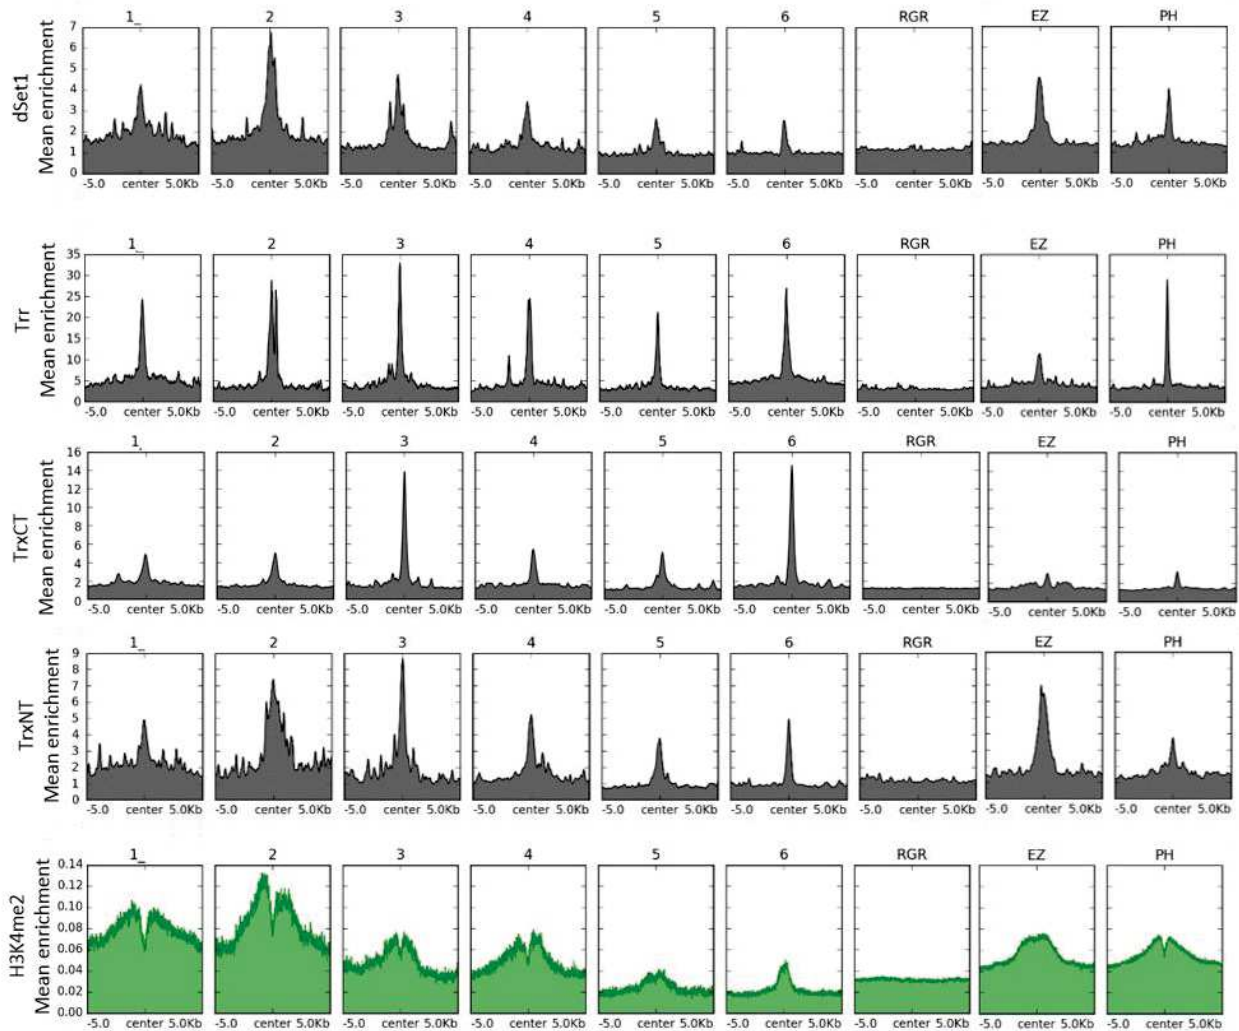 1_ 2 3 4 5 6 RGR EZ PH
dSet1
Mean enrichment
7
6
5
4
3
2
1
0
-5.0 center 5.0Kb -5.0 center 5.0Kb -5.0 center 5.0Kb -5.0 center 5.0Kb -5.0 center 5.0Kb -5.0 center 5.0Kb -5.0 center 5.0Kb -5.0 center 5.0Kb -5.0 center 5.0Kb
1_ 2 3 4 5 6 RGR EZ PH
Trr
Mean enrichment
35
30
25
20
15
10
5
0
-5.0 center 5.0Kb -5.0 center 5.0Kb -5.0 center 5.0Kb -5.0 center 5.0Kb -5.0 center 5.0Kb -5.0 center 5.0Kb -5.0 center 5.0Kb -5.0 center 5.0Kb -5.0 center 5.0Kb
1_ 2 3 4 5 6 RGR EZ PH
TrxCT
Mean enrichment
16
14
12
10
8
6
4
2
0
-5.0 center 5.0Kb -5.0 center 5.0Kb -5.0 center 5.0Kb -5.0 center 5.0Kb -5.0 center 5.0Kb -5.0 center 5.0Kb -5.0 center 5.0Kb -5.0 center 5.0Kb -5.0 center 5.0Kb
1_ 2 3 4 5 6 RGR EZ PH
TrxNT
Mean enrichment
9
8
7
6
5
4
3
2
1
0
-5.0 center 5.0Kb -5.0 center 5.0Kb -5.0 center 5.0Kb -5.0 center 5.0Kb -5.0 center 5.0Kb -5.0 center 5.0Kb -5.0 center 5.0Kb -5.0 center 5.0Kb -5.0 center 5.0Kb
1_ 2 3 4 5 6 RGR EZ PH
H3K4me2
Mean enrichment
0.14
0.12
0.10
0.08
0.06
0.04
0.02
0.00
-5.0 center 5.0Kb -5.0 center 5.0Kb -5.0 center 5.0Kb -5.0 center 5.0Kb -5.0 center 5.0Kb -5.0 center 5.0Kb -5.0 center 5.0Kb -5.0 center 5.0Kb -5.0 center 5.0Kb